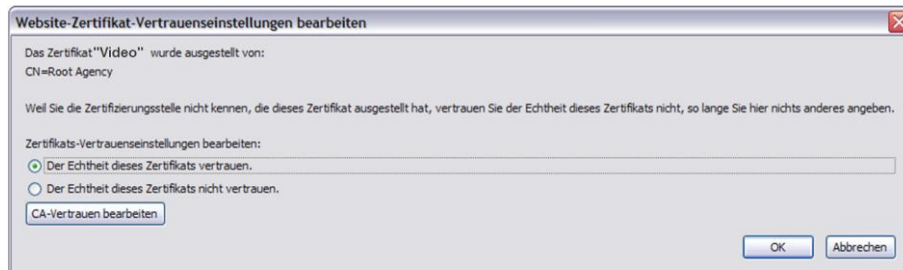 Website-Zertifikat-Vertrauenseinstellungen bearbeiten
Das Zertifikat "Video" wurde ausgestellt von:
CN=Root Agency
Weil Sie die Zertifizierungsstelle nicht kennen, die dieses Zertifikat ausgestellt hat, vertrauen Sie der Echtheit dieses Zertifikats nicht, so lange Sie hier nichts anderes angeben.
Zertifikats-Vertrauenseinstellungen bearbeiten:
Der Echtheit dieses Zertifikats vertrauen.
Der Echtheit dieses Zertifikats nicht vertrauen.
CA-Vertrauen bearbeiten
OK Abbrechen